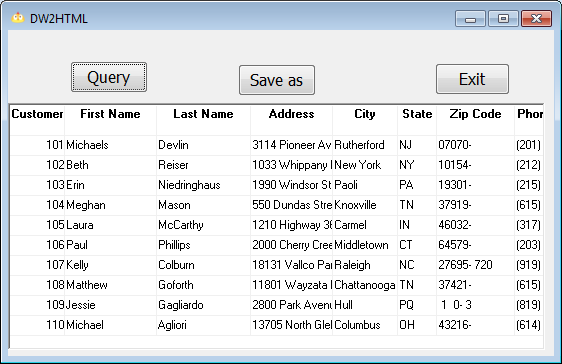 DW2HTML
Query Save as Exit
Customer First Name Last Name Address City State Zip Code Phor
101 Michaels Devlin 3114 Pioneer Av Rutherford NJ 07070- (201)
102 Beth Reiser 1033 Whippany New York NY 10154- (212)
103 Erin Niedringhaus 1990 Windsor St Paoli PA 19301- (215)
104 Meghan Mason 550 Dundas Stre Knoxville TN 37919- (615)
105 Laura McCarthy 1210 Highway 36 Carmel IN 46032- (317)
106 Paul Phillips 2000 Cherry Cree Middletown CT 64579- (203)
107 Kelly Colburn 18131 Vallco Pa Raleigh NC 27695- 720 (919)
108 Matthew Goforth 11801 Wayzata Chattanooga TN 37421- (615)
109 Jessie Gagliardo 2800 Park Aven Hull PQ 1 0- 3 (819)
110 Michael Agliori 13705 North Gle Columbus OH 43216- (614)